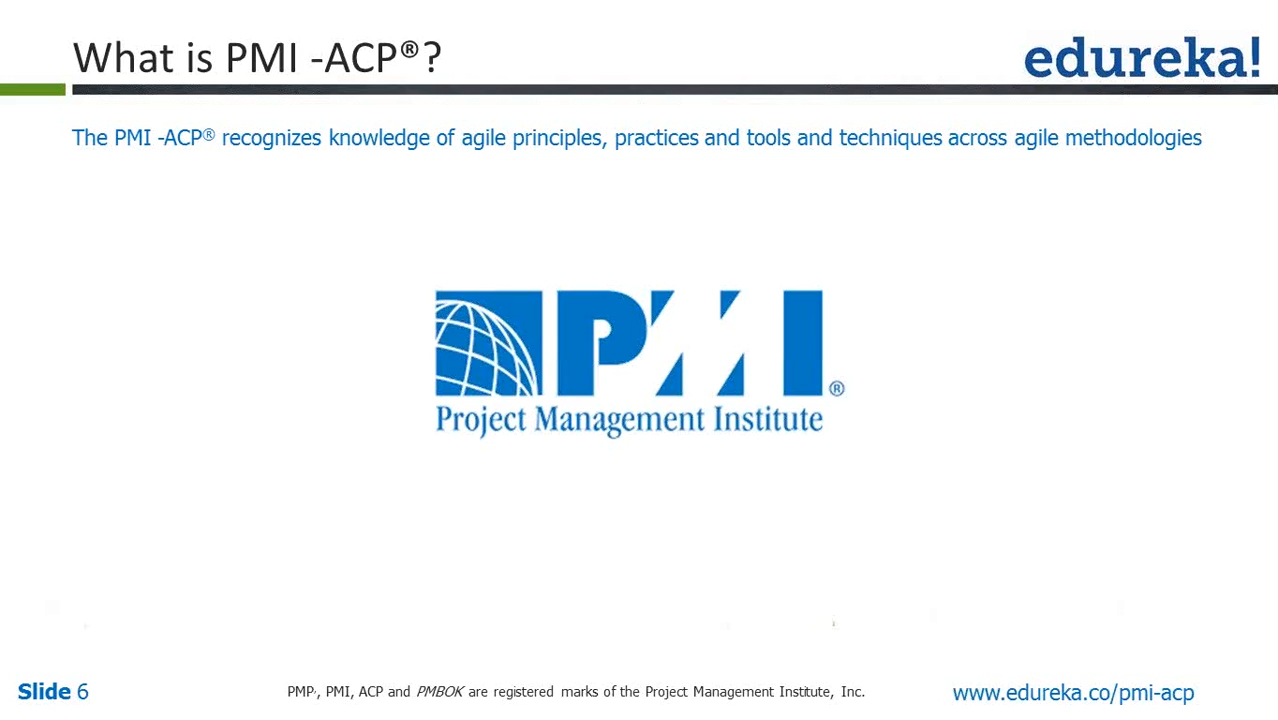 What is PMI -ACP®?
edureka!
The PMI -ACP® recognizes knowledge of agile principles, practices and tools and techniques across agile methodologies
PMI®
Project Management Institute
Slide 6
PMP, PMI, ACP and PMBOK are registered marks of the Project Management Institute, Inc.
www.edureka.co/pmi-acp